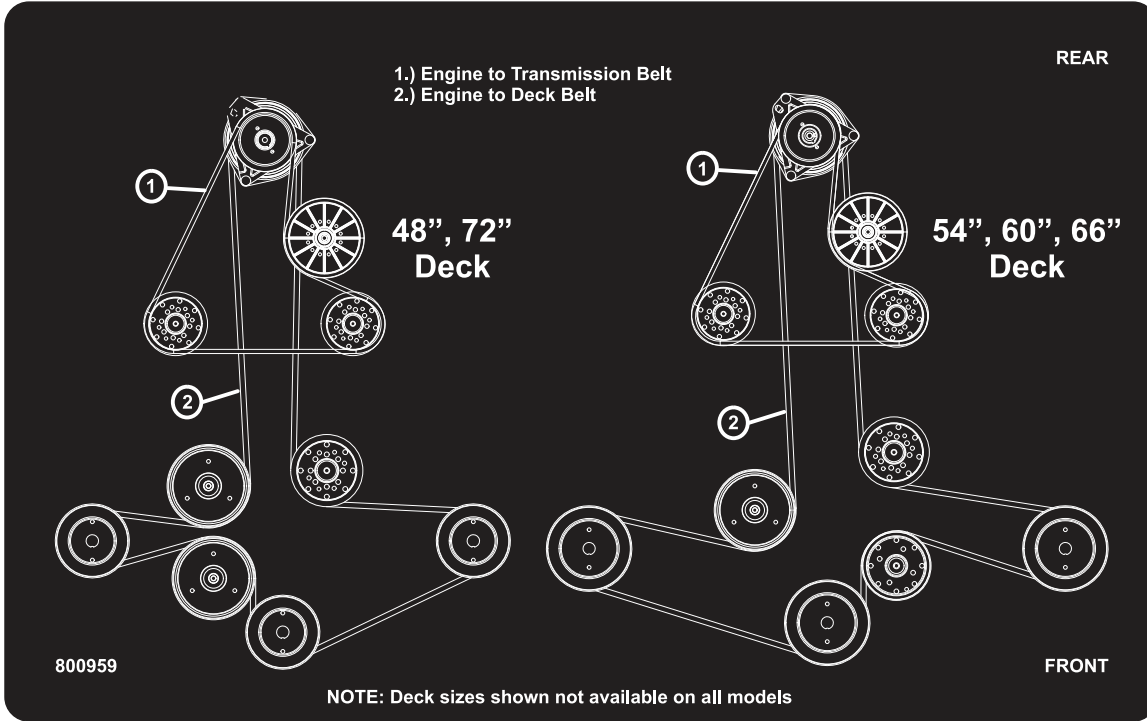 REAR
1.) Engine to Transmission Belt
2.) Engine to Deck Belt
1
1
48”, 72”
Deck
54”, 60”, 66”
Deck
2
2
800959
FRONT
NOTE: Deck sizes shown not available on all models